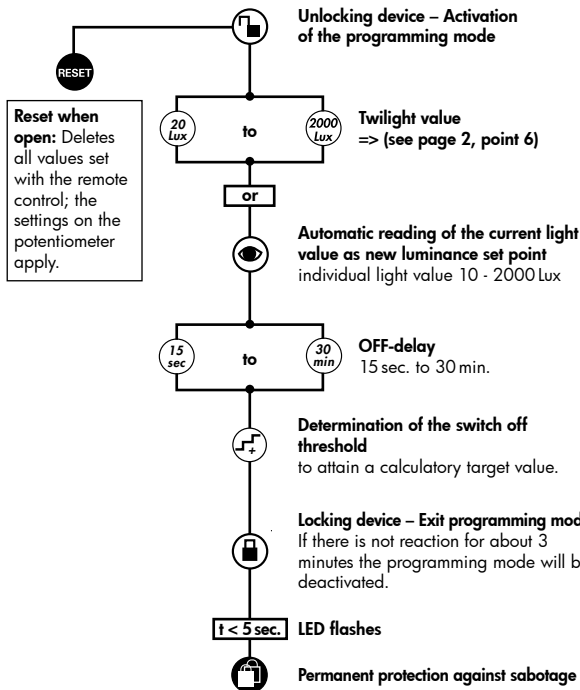 Unlocking device – Activation
of the programming mode
RESET
Reset when
open: Deletes
all values set
with the remote
control; the
settings on the
potentiometer
apply.
20
Lux
to
2000
Lux
Twilight value
=> (see page 2, point 6)
or
Automatic reading of the current light
value as new luminance set point
individual light value 10 - 2000 Lux
15
sec
to
30
min
OFF-delay
15 sec. to 30 min.
Determination of the switch off
threshold
to attain a calculatory target value.
Locking device – Exit programming
If there is not reaction for about 3
minutes the programming mode will
deactivated.
t < 5 sec.
LED flashes
Permanent protection against sabotage